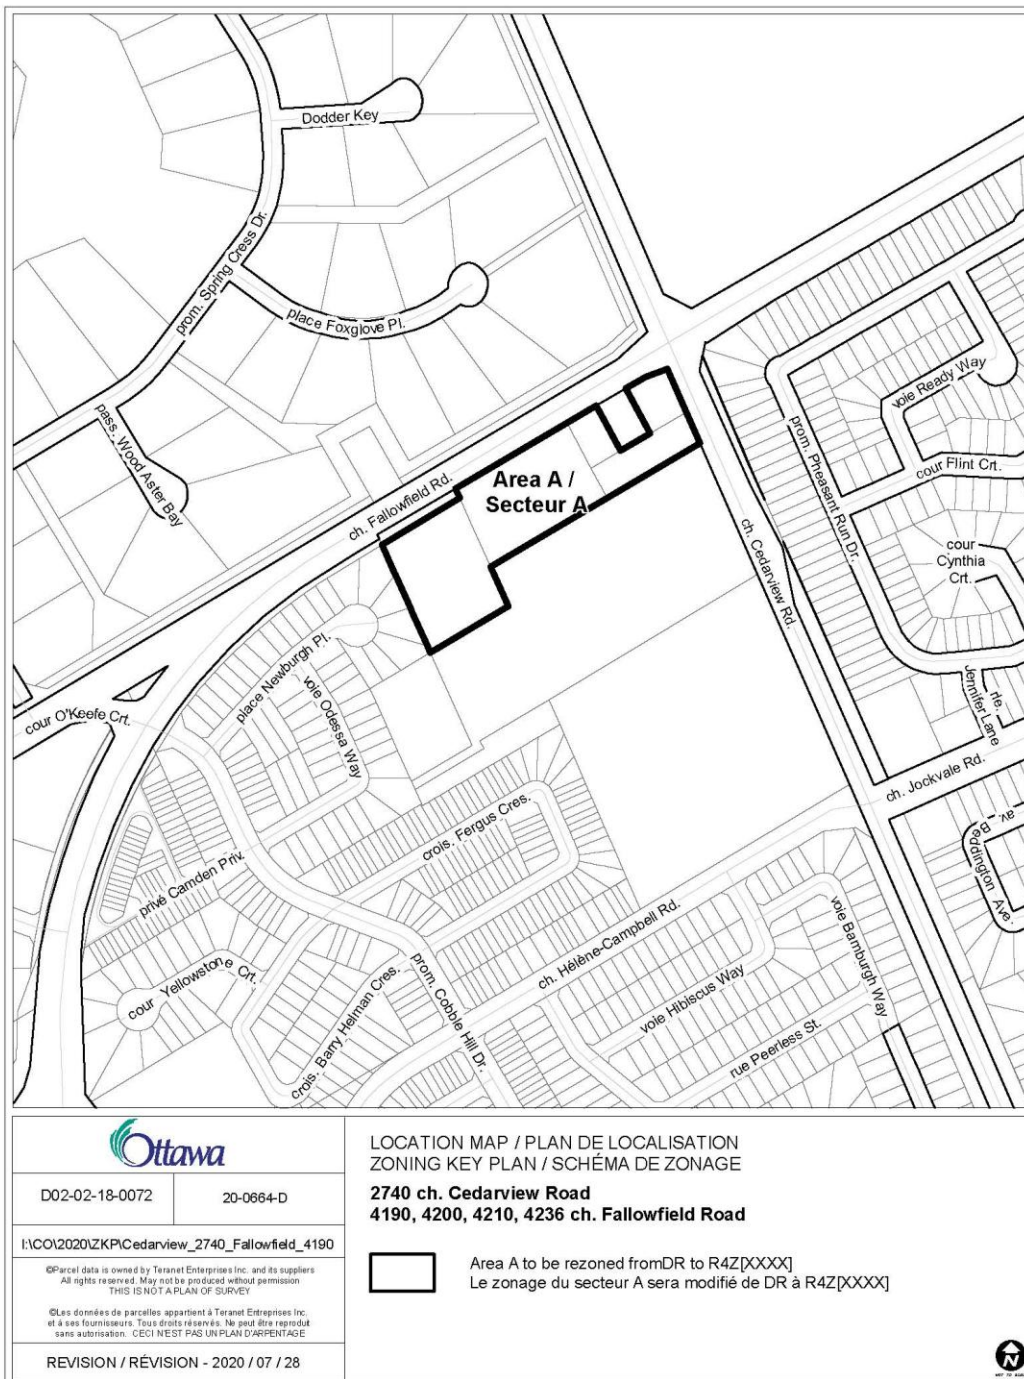 Dodder Key
prom. Spring Cress Dr.
place Foxglove Pl.
pass. Wood Aster Bay
voie Ready Way
cour Flint Crt.
prom. Pheasant Run Dr.
cour
Cynthia
Crt.
Area A /
Secteur A
ch. Fallowfield Rd.
ch. Cedarview Rd.
place Newburgh Pl.
voie Odessa Way
cour O'Keefe Crt.
rle.
Jennifer Lane
ch. Jockvale Rd.
av. Beddington Ave.
crois. Fergus Cres.
privé Camden Priv.
ch. Hélène-Campbell Rd.
voie Bamburgh Way
cour Yellowstone Crt.
crois. Barry Helman Cres.
prom. Cobble Hill Dr.
voie Hibiscus Way
rue Peerless St.
Ottawa
D02-02-18-0072
20-0664-D
I:\CO\2020\ZKP\Cedarview_2740_Fallowfield_4190
©Parcel data is owned by Teranet Enterprises Inc. and its suppliers
All rights reserved. May not be produced without permission
THIS IS NOT A PLAN OF SURVEY
©Les données de parcelles appartient à Teranet Entreprises Inc.
et à ses fournisseurs. Tous droits réservés. Ne peut être reproduit
sans autorisation. CECI N'EST PAS UN PLAN D'ARPENTAGE
REVISION / RÉVISION - 2020 / 07 / 28
LOCATION MAP / PLAN DE LOCALISATION
ZONING KEY PLAN / SCHÉMA DE ZONAGE
2740 ch. Cedarview Road
4190, 4200, 4210, 4236 ch. Fallowfield Road
Area A to be rezoned fromDR to R4Z[XXXX]
Le zonage du secteur A sera modifié de DR à R4Z[XXXX]
N